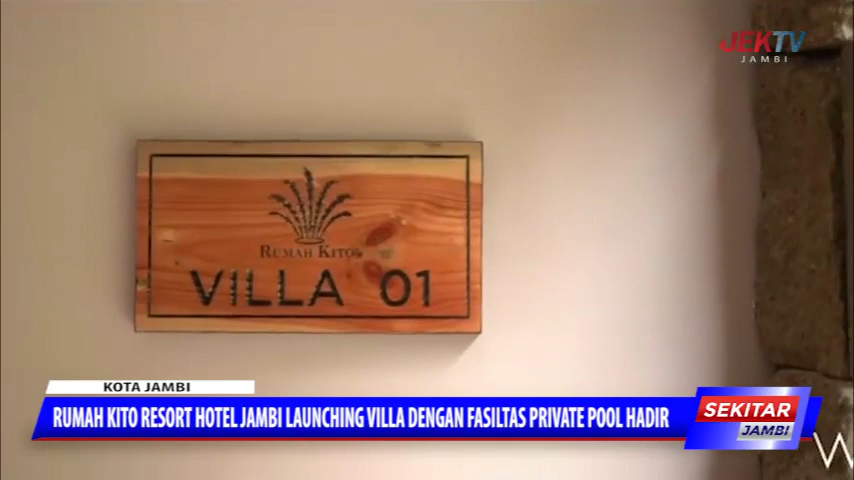 JEKTV
JAMBI
RUMAH KITO
VILLA 01
KOTA JAMBI
RUMAH KITO RESORT HOTEL JAMBI LAUNCHING VILLA DENGAN FASILTAS PRIVATE POOL HADIR
SEKITAR
JAMBI
W